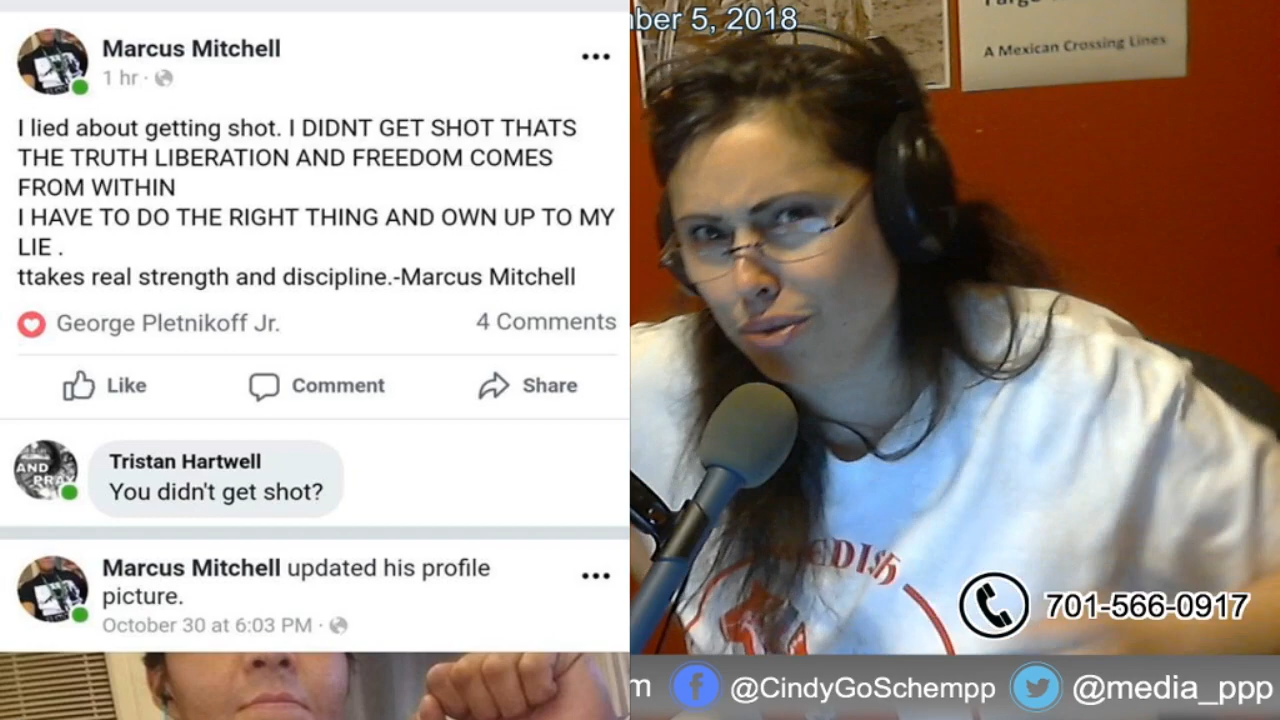 Marcus Mitchell
1 hr ·
I lied about getting shot. I DIDNT GET SHOT THATS
THE TRUTH LIBERATION AND FREEDOM COMES
FROM WITHIN
I HAVE TO DO THE RIGHT THING AND OWN UP TO MY
LIE .
ttakes real strength and discipline.-Marcus Mitchell
George Pletnikoff Jr.
4 Comments
Like
Comment
Share
AND
PRAY
Tristan Hartwell
You didn't get shot?
Marcus Mitchell updated his profile
picture.
October 30 at 6:03 PM ·
5, 2018
A Mexican Crossing Lines
701-566-0917
@CindyGoSchempp
@media_ppp